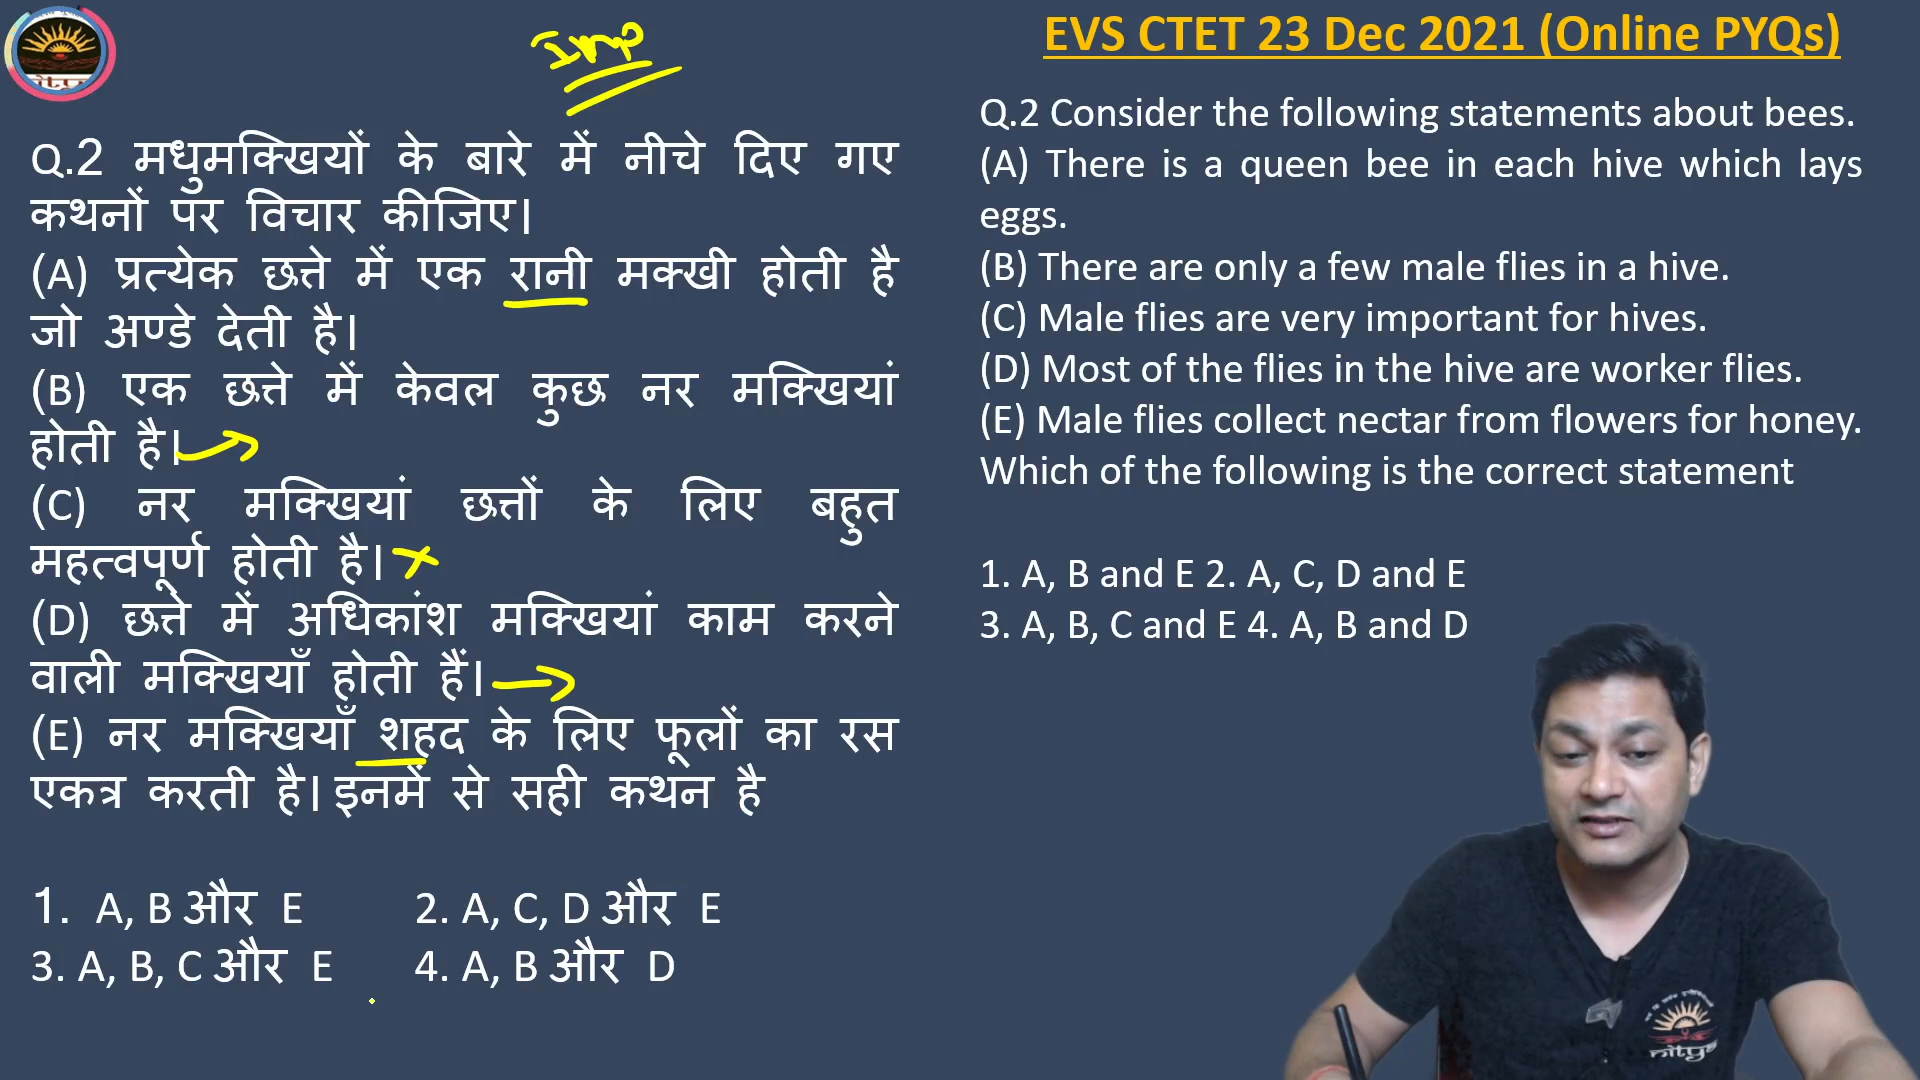 Imp
EVS CTET 23 Dec 2021 (Online PYQs)
Q.2 मधुमक्खियों के बारे में नीचे दिए गए
कथनों पर विचार कीजिए।
(A) प्रत्येक छत्ते में एक रानी मक्खी होती है
जो अण्डे देती है।
(B) एक छत्ते में केवल कुछ नर मक्खियां
होती है।
(C) नर मक्खियां छत्तों के लिए बहुत
महत्वपूर्ण होती है।
(D) छत्ते में अधिकांश मक्खियां काम करने
वाली मक्खियाँ होती हैं।
(E) नर मक्खियाँ शहद के लिए फूलों का रस
एकत्र करती है। इनमें से सही कथन है
1. A, B और E 2. A, C, D और E
3. A, B, C और E 4. A, B और D
Q.2 Consider the following statements about bees.
(A) There is a queen bee in each hive which lays
eggs.
(B) There are only a few male flies in a hive.
(C) Male flies are very important for hives.
(D) Most of the flies in the hive are worker flies.
(E) Male flies collect nectar from flowers for honey.
Which of the following is the correct statement
1. A, B and E 2. A, C, D and E
3. A, B, C and E 4. A, B and D
nitya